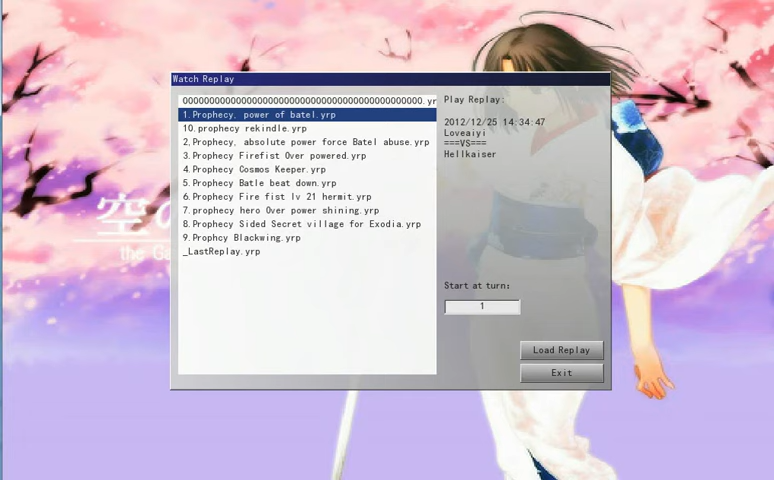 Watch Replay
1.Prophecy, power of batel.yrp
10.prophecy rekindle.yrp
2.Prophecy, absolute power force Batel abuse.yrp
3.Prophecy Firefist Over powered.yrp
4.Prophecy Cosmos Keeper.yrp
5.Prophecy Batle beat down.yrp
6.Prophecy Fire fist lv 21 hermit.yrp
7.prophecy hero Over power shining.yrp
8.Prophecy Sided Secret village for Exodia.yrp
9.Prophcy Blackwing.yrp
_LastReplay.yrp
Play Replay:
2012/12/25 14:34:47
Loveaiyi
===VS===
Hellkaiser
Start at turn:
1
Load Replay
Exit
空の
the Ga